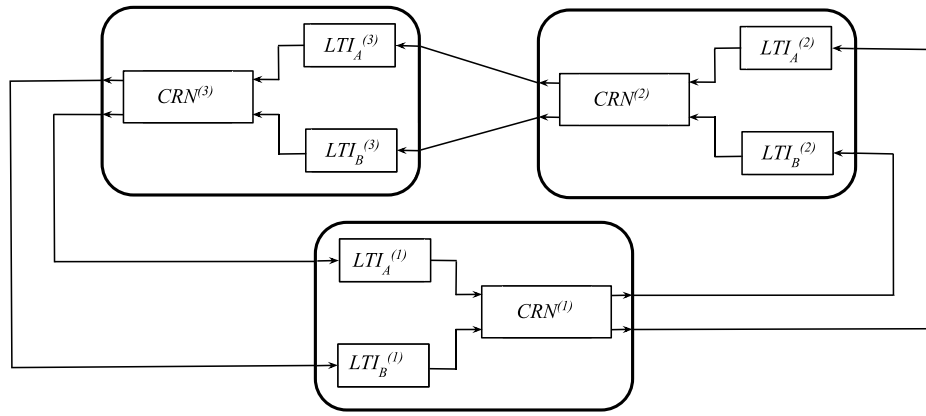 LTI_A^(3)
LTI_A^(2)
CRN^(3)
CRN^(2)
LTI_B^(3)
LTI_B^(2)
LTI_A^(1)
CRN^(1)
LTI_B^(1)